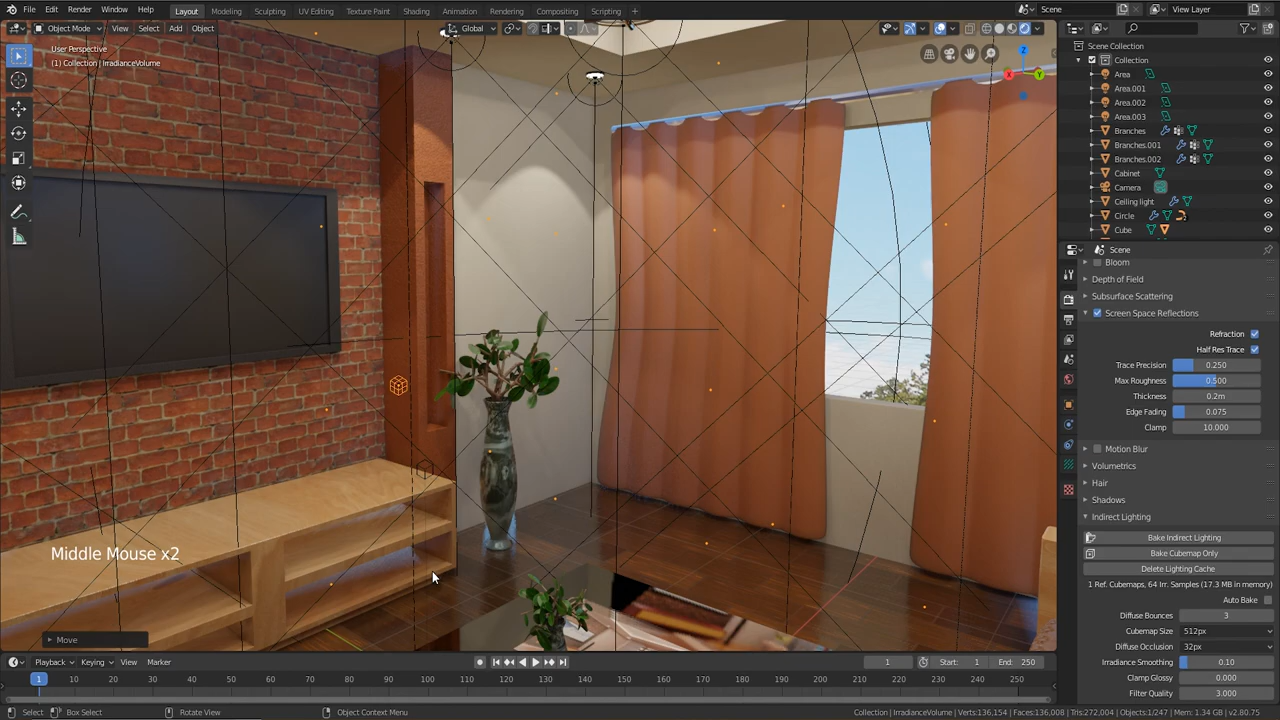 File Edit Render Window Help Layout Modeling Sculpting UV Editing Texture Paint Shading Animation Rendering Compositing Scripting + Scene View Layer
Object Mode View Select Add Object Global
User Perspective
(1) Collection | IrradianceVolume
Z
X Y
Middle Mouse x2
Move
Scene Collection
Collection
Area
Area.001
Area.002
Area.003
Branches
Branches.001
Branches.002
Cabinet
Camera
Ceiling light
Circle
Cube
Scene
Bloom
Depth of Field
Subsurface Scattering
Screen Space Reflections
Refraction
Half Res Trace
Trace Precision 0.250
Max Roughness 0.500
Thickness 0.2m
Edge Fading 0.075
Clamp 10.000
Motion Blur
Volumetrics
Hair
Shadows
Indirect Lighting
Bake Indirect Lighting
Bake Cubemap Only
Delete Lighting Cache
1 Ref. Cubemaps, 64 Irr. Samples (17.3 MB in memory)
Auto Bake
Diffuse Bounces 3
Cubemap Size 512px
Diffuse Occlusion 32px
Irradiance Smoothing 0.10
Clamp Glossy 0.000
Filter Quality 3.000
Playback Keying View Marker 1 Start: 1 End: 250
1 10 20 30 40 50 60 70 80 90 100 110 120 130 140 150 160 170 180 190 200 210 220 230 240 250
Select Box Select Rotate View Object Context Menu Collection | IrradianceVolume | Verts:136,154 | Faces:136,008 | Tris:272,004 | Objects:1/247 | Mem: 1.34 GB | v2.80.75